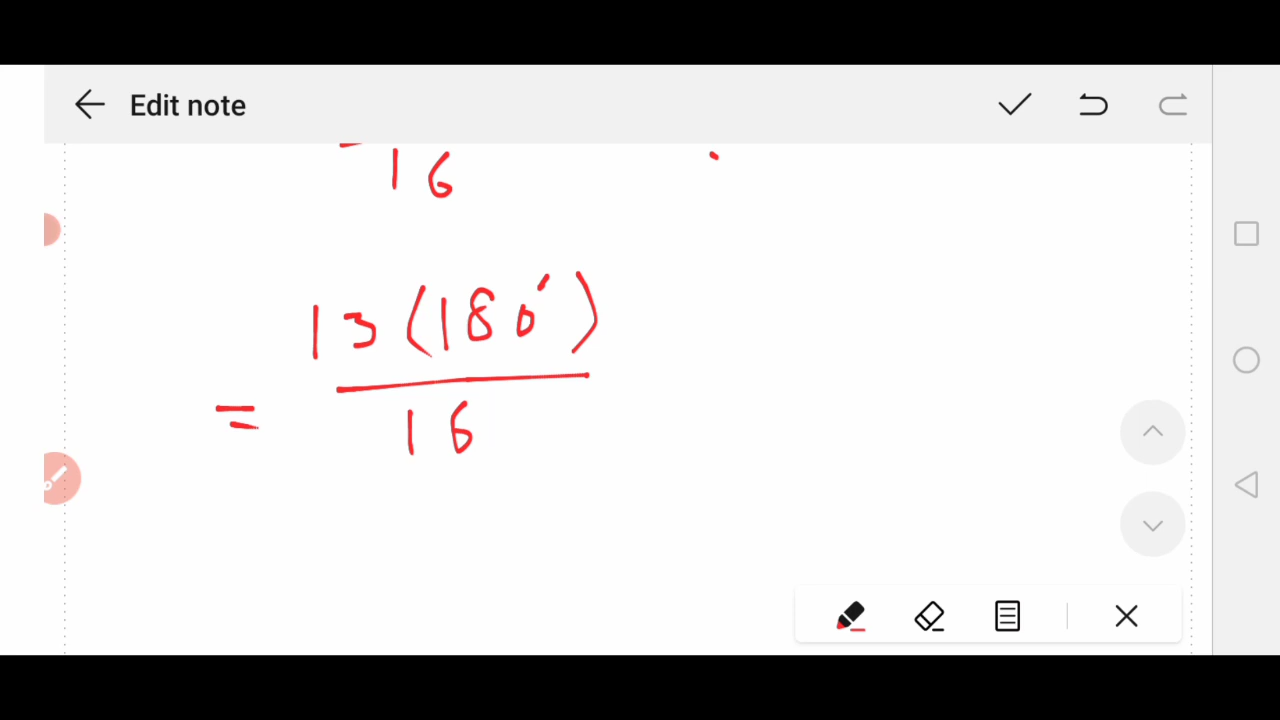 Edit note
16
13(180°)
=
16